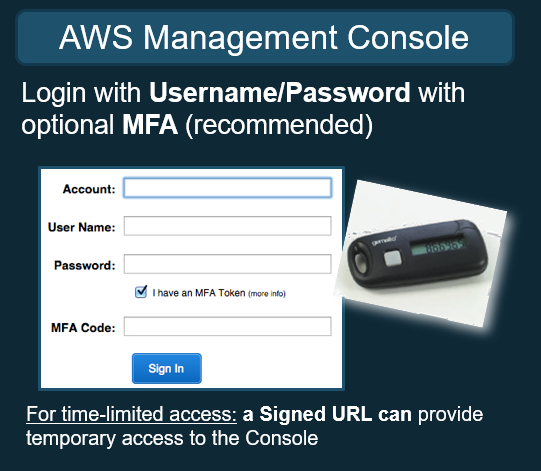 AWS Management Console
Login with Username/Password with
optional MFA (recommended)
Account:
User Name:
Password:
I have an MFA Token (more info)
MFA Code:
Sign In
gemalto
For time-limited access: a Signed URL can provide
temporary access to the Console